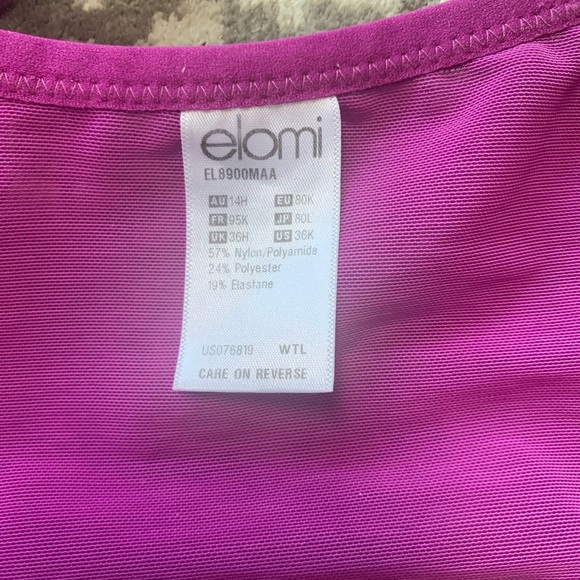 elomi
EL8900MAA
AU 14H EU 80K
FR 95K JP 80L
UK 36H US 36K
57% Nylon/Polyamide
24% Polyester
19% Elastane
US076819 WTL
CARE ON REVERSE